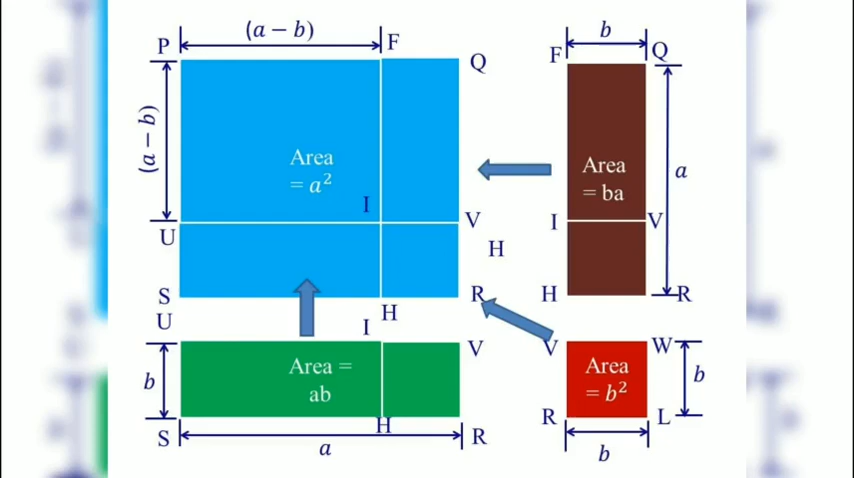 P (a − b) F
Q
(a − b)
Area
= a²
I
U
V
H
S
R
H
F b Q
a
Area
= ba
I V
H R
U I V
b
Area =
ab
S H R
a
V W
Area
= b²
b
R L
b